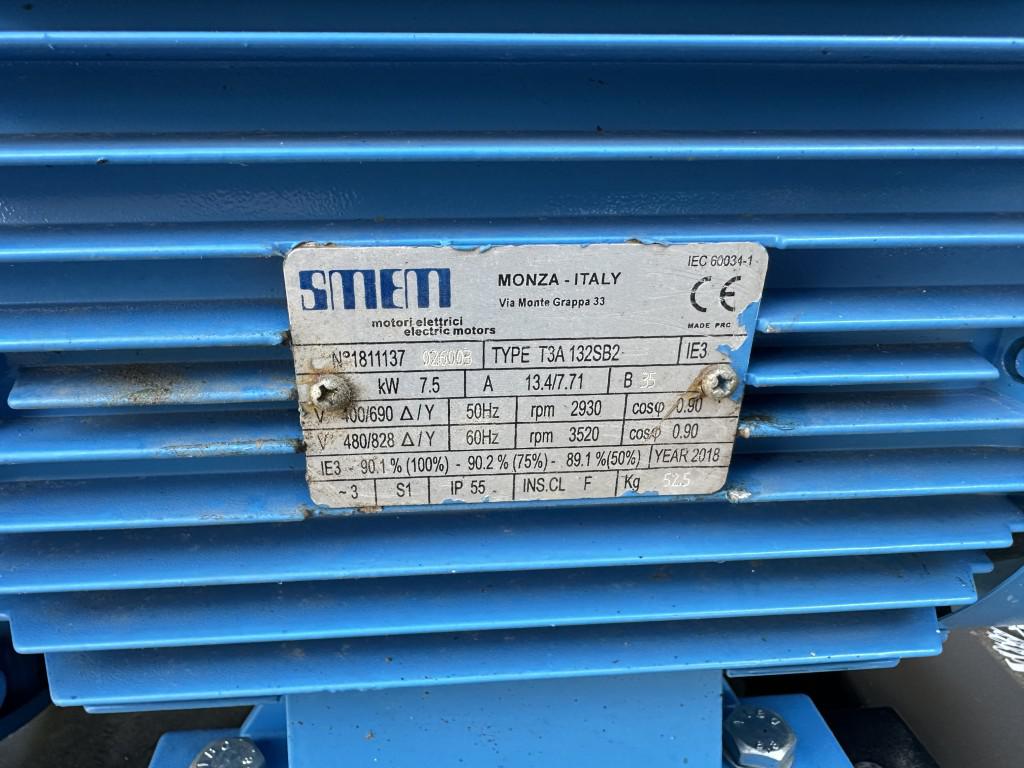 SMEM
motori elettrici
electric motors
MONZA - ITALY
Via Monte Grappa 33
IEC 60034-1
CE
MADE PRC
N°1811137 026003 TYPE T3A 132SB2 IE3
kW 7.5 A 13.4/7.71 B 35
V 400/690 Δ/Y 50Hz rpm 2930 cosφ 0.90
V 480/828 Δ/Y 60Hz rpm 3520 cosφ 0.90
IE3 - 90.1 % (100%) - 90.2 % (75%) - 89.1 % (50%) YEAR 2018
~3 S1 IP 55 INS.CL F Kg 52.5